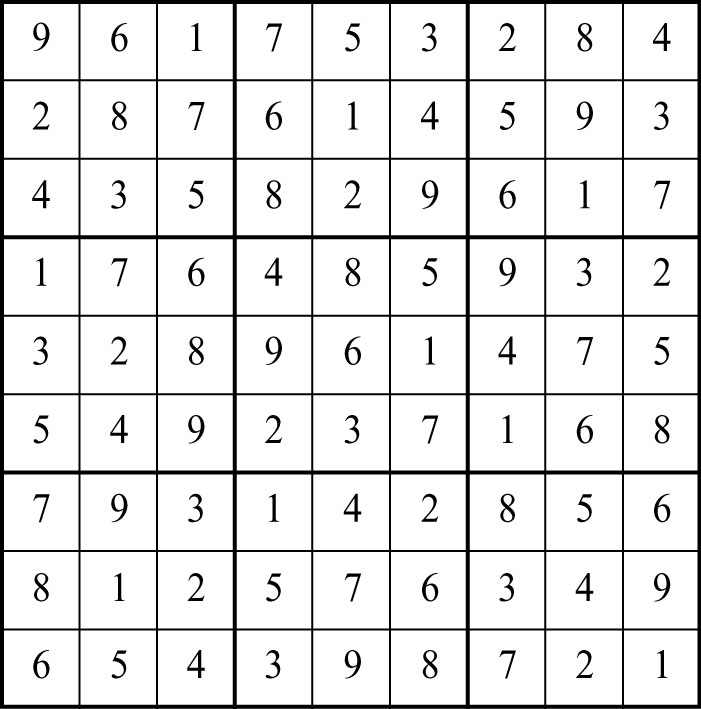 9 6 1 7 5 3 2 8 4
2 8 7 6 1 4 5 9 3
4 3 5 8 2 9 6 1 7
1 7 6 4 8 5 9 3 2
3 2 8 9 6 1 4 7 5
5 4 9 2 3 7 1 6 8
7 9 3 1 4 2 8 5 6
8 1 2 5 7 6 3 4 9
6 5 4 3 9 8 7 2 1